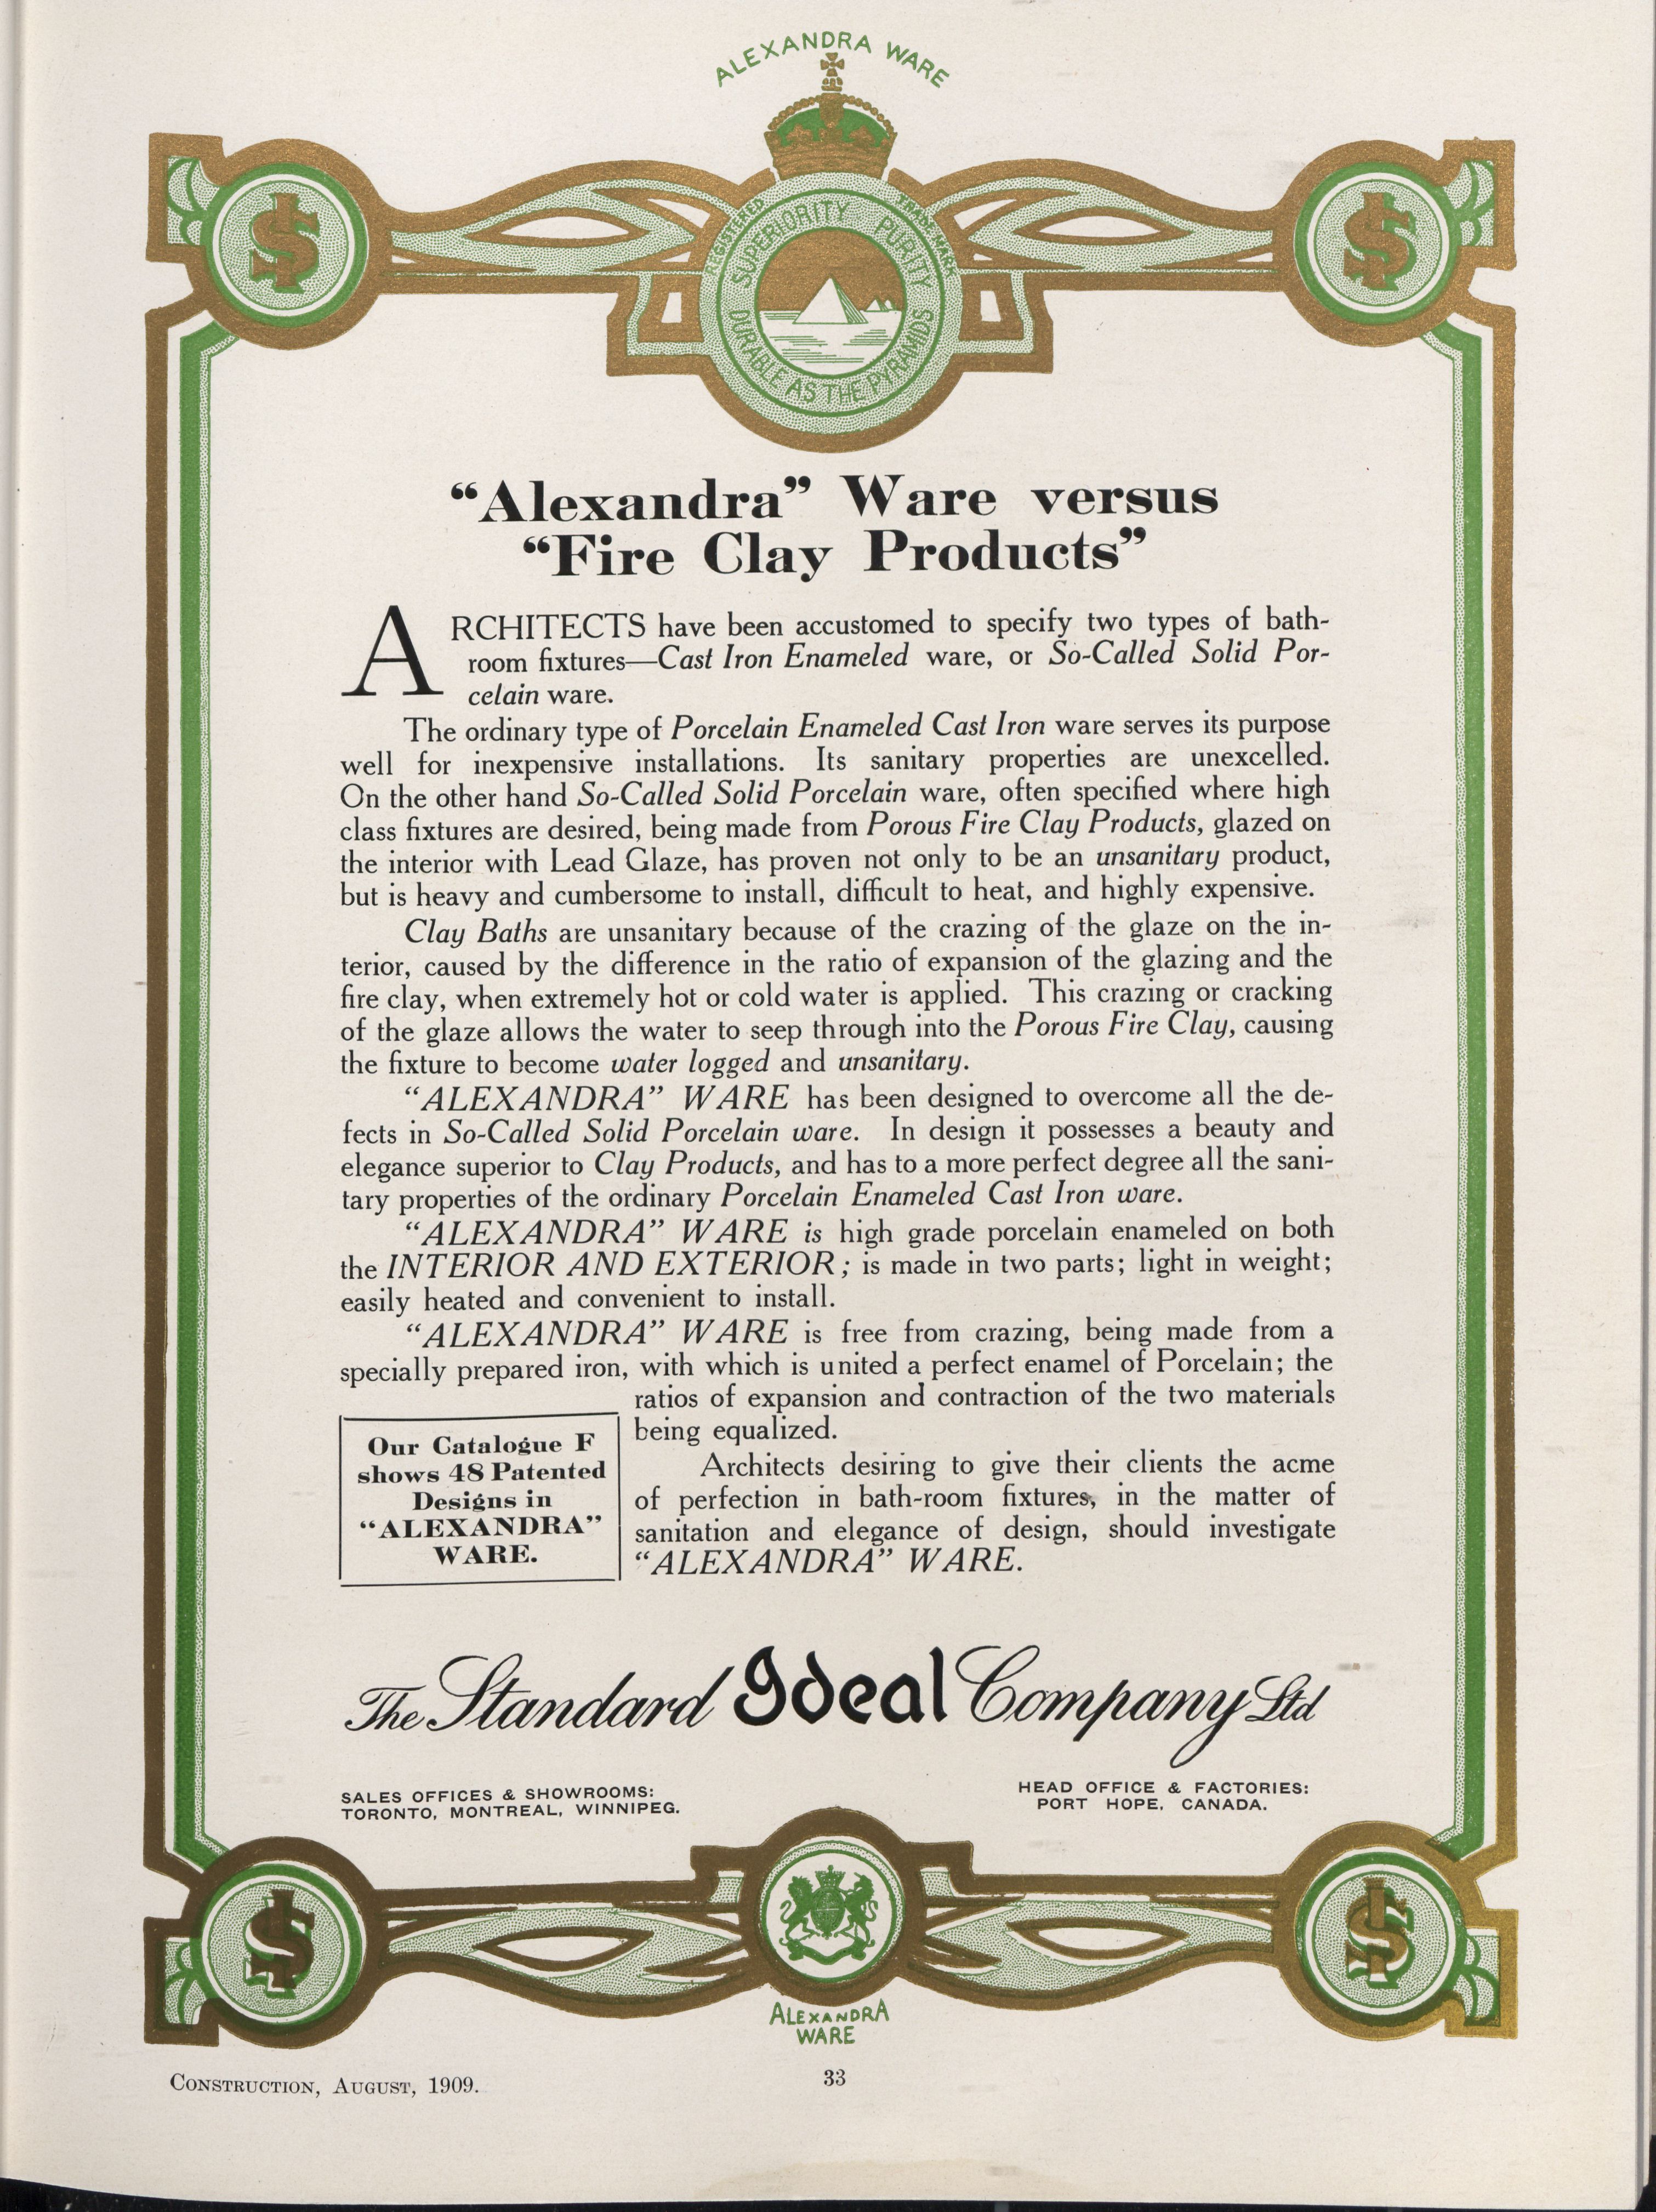 ALEXANDRA WARE
REGISTERED TRADE MARK
SUPERIORITY PURITY
DURABLE AS THE PYRAMIDS
“Alexandra” Ware versus
“Fire Clay Products”
ARCHITECTS have been accustomed to specify two types of bath-
room fixtures—Cast Iron Enameled ware, or So-Called Solid Por-
celain ware.
The ordinary type of Porcelain Enameled Cast Iron ware serves its purpose
well for inexpensive installations. Its sanitary properties are unexcelled.
On the other hand So-Called Solid Porcelain ware, often specified where high
class fixtures are desired, being made from Porous Fire Clay Products, glazed on
the interior with Lead Glaze, has proven not only to be an unsanitary product,
but is heavy and cumbersome to install, difficult to heat, and highly expensive.
Clay Baths are unsanitary because of the crazing of the glaze on the in-
terior, caused by the difference in the ratio of expansion of the glazing and the
fire clay, when extremely hot or cold water is applied. This crazing or cracking
of the glaze allows the water to seep through into the Porous Fire Clay, causing
the fixture to become water logged and unsanitary.
“ALEXANDRA” WARE has been designed to overcome all the de-
fects in So-Called Solid Porcelain ware. In design it possesses a beauty and
elegance superior to Clay Products, and has to a more perfect degree all the sani-
tary properties of the ordinary Porcelain Enameled Cast Iron ware.
“ALEXANDRA” WARE is high grade porcelain enameled on both
the INTERIOR AND EXTERIOR; is made in two parts; light in weight;
easily heated and convenient to install.
“ALEXANDRA” WARE is free from crazing, being made from a
specially prepared iron, with which is united a perfect enamel of Porcelain; the
ratios of expansion and contraction of the two materials
being equalized.
Architects desiring to give their clients the acme
of perfection in bath-room fixtures, in the matter of
sanitation and elegance of design, should investigate
“ALEXANDRA” WARE.
Our Catalogue F
shows 48 Patented
Designs in
“ALEXANDRA”
WARE.
The Standard Ideal Company Ltd
SALES OFFICES & SHOWROOMS:
TORONTO, MONTREAL, WINNIPEG.
HEAD OFFICE & FACTORIES:
PORT HOPE, CANADA.
ALEXANDRA
WARE
CONSTRUCTION, AUGUST, 1909.
33